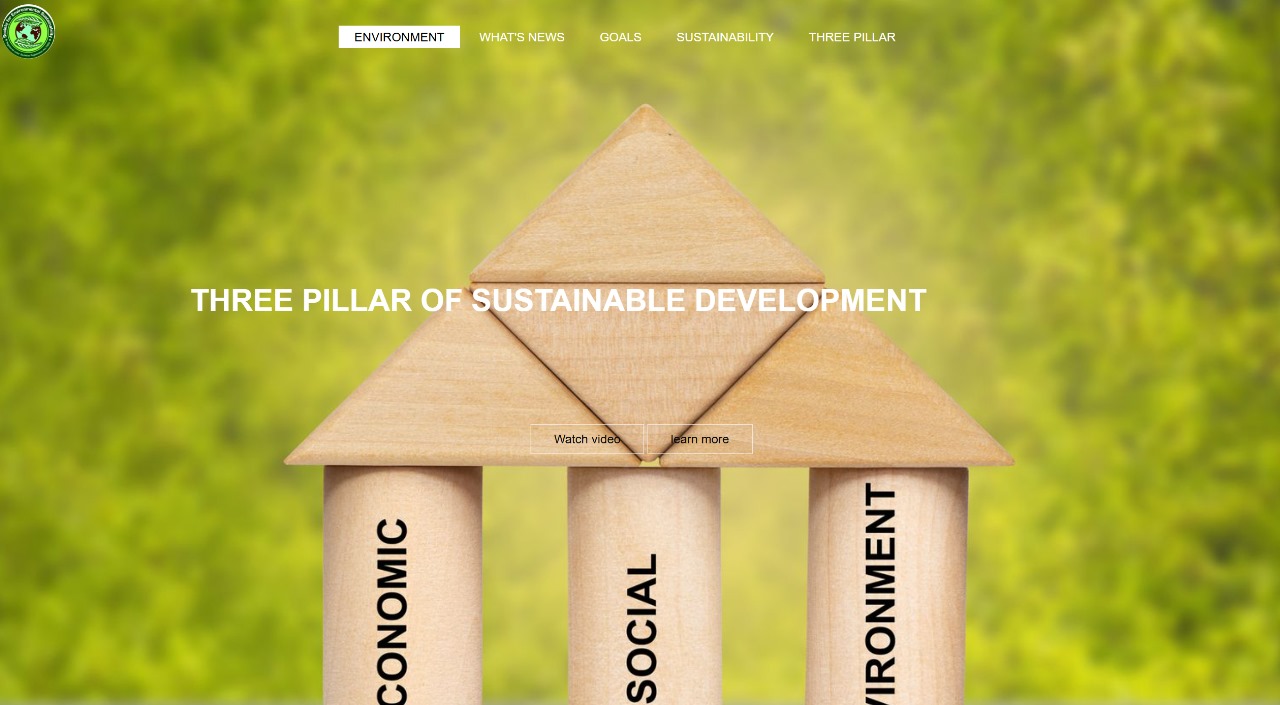 ENVIRONMENT WHAT'S NEWS GOALS SUSTAINABILITY THREE PILLAR
THREE PILLAR OF SUSTAINABLE DEVELOPMENT
Watch video learn more
CONOMIC
SOCIAL
VIRONMENT